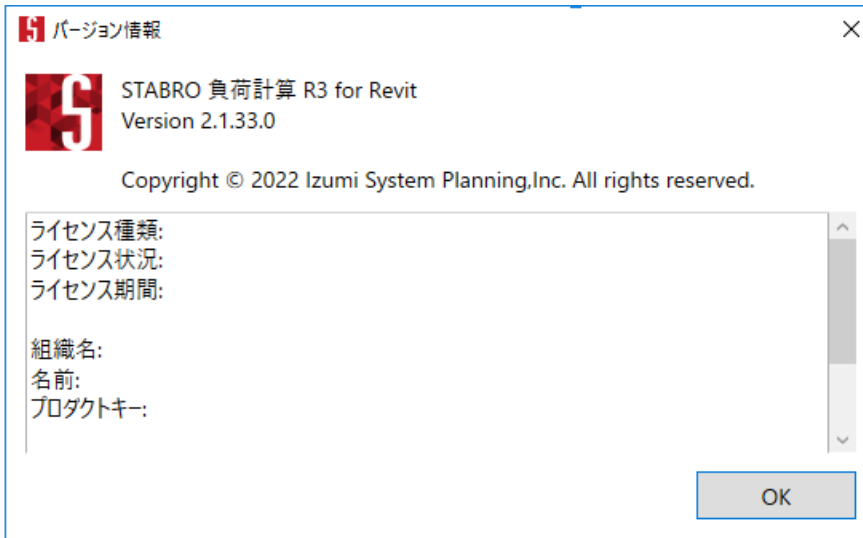 バージョン情報
STABRO 負荷計算 R3 for Revit
Version 2.1.33.0
Copyright © 2022 Izumi System Planning,Inc. All rights reserved.
ライセンス種類:
ライセンス状況:
ライセンス期間:
組織名:
名前:
プロダクトキー:
OK